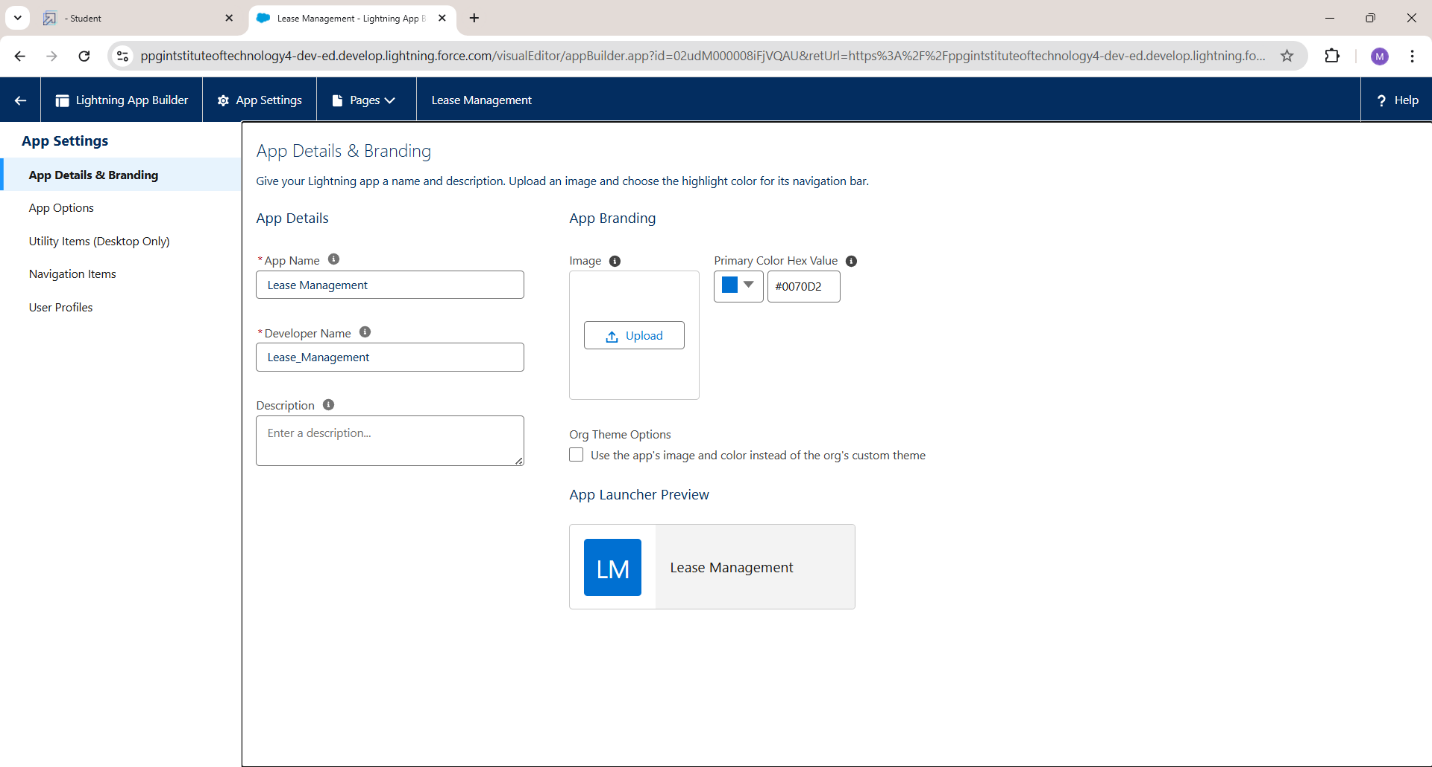 - Student
Lease Management - Lightning App B
ppgintstituteoftechnology4-dev-ed.develop.lightning.force.com/visualEditor/appBuilder.app?id=02udM000008iFjVQAU&retUrl=https%3A%2F%2Fppgintstituteoftechnology4-dev-ed.develop.lightning.fo...
M
Lightning App Builder
App Settings
Pages
Lease Management
? Help
App Settings
App Details & Branding
App Options
Utility Items (Desktop Only)
Navigation Items
User Profiles
App Details & Branding
Give your Lightning app a name and description. Upload an image and choose the highlight color for its navigation bar.
App Details
*App Name
Lease Management
*Developer Name
Lease_Management
Description
Enter a description...
App Branding
Image
Upload
Primary Color Hex Value
#0070D2
Org Theme Options
Use the app's image and color instead of the org's custom theme
App Launcher Preview
LM
Lease Management